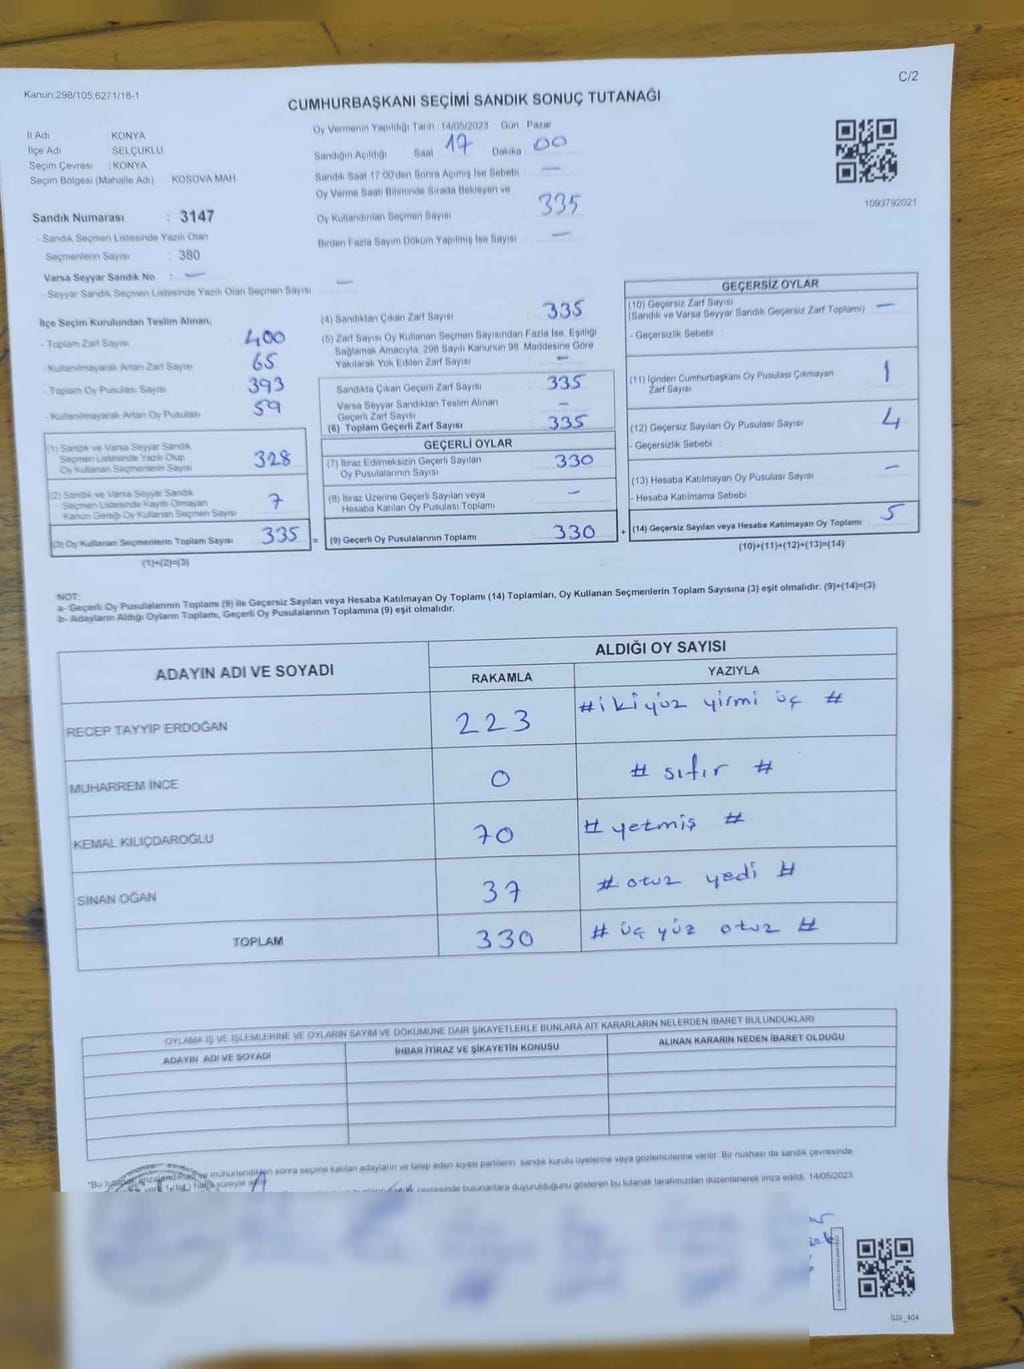 C/2
Kanun:298/105;6271/18-1
CUMHURBAŞKANI SEÇİMİ SANDIK SONUÇ TUTANAĞI
İl Adı KONYA
İlçe Adı SELÇUKLU
Seçim Çevresi : KONYA
Seçim Bölgesi (Mahalle Adı) KOSOVA MAH
Sandık Numarası : 3147
- Sandık Seçmen Listesinde Yazılı Olan
Seçmenlerin Sayısı : 380
Varsa Seyyar Sandık No : —
- Seyyar Sandık Seçmen Listesinde Yazılı Olan Seçmen Sayısı —
Oy Vermenin Yapıldığı Tarih : 14/05/2023 Gün Pazar
Sandığın Açıldığı Saat 17 Dakika 00
Sandık Saat 17:00'den Sonra Açılmış İse Sebebi —
Oy Verme Saati Bitiminde Sırada Bekleyen ve
Oy Kullandırılan Seçmen Sayısı 335
Birden Fazla Sayım Döküm Yapılmış İse Sayısı —
1093792021
İlçe Seçim Kurulundan Teslim Alınan;
- Toplam Zarf Sayısı 400
- Kullanılmayarak Artan Zarf Sayısı 65
- Toplam Oy Pusulası Sayısı 393
- Kullanılmayarak Artan Oy Pusulası 59
(1) Sandık ve Varsa Seyyar Sandık
Seçmen Listesinde Yazılı Olup
Oy Kullanan Seçmenlerin Sayısı 328
(2) Sandık ve Varsa Seyyar Sandık
Seçmen Listesinde Kayıtlı Olmayan
Kanun Gereği Oy Kullanan Seçmen Sayısı 7
(3) Oy Kullanan Seçmenlerin Toplam Sayısı 335 =
(1)+(2)=(3)
(4) Sandıktan Çıkan Zarf Sayısı 335
(5) Zarf Sayısı Oy Kullanan Seçmen Sayısından Fazla İse, Eşitliği
Sağlamak Amacıyla, 298 Sayılı Kanunun 98. Maddesine Göre
Yakılarak Yok Edilen Zarf Sayısı —
Sandıkta Çıkan Geçerli Zarf Sayısı 335
Varsa Seyyar Sandıktan Teslim Alınan
Geçerli Zarf Sayısı —
(6) Toplam Geçerli Zarf Sayısı 335
GEÇERLİ OYLAR
(7) İtiraz Edilmeksizin Geçerli Sayılan
Oy Pusulalarının Sayısı 330
(8) İtiraz Üzerine Geçerli Sayılan veya
Hesaba Katılan Oy Pusulası Toplamı —
(9) Geçerli Oy Pusulalarının Toplamı 330 +
GEÇERSİZ OYLAR
(10) Geçersiz Zarf Sayısı
(Sandık ve Varsa Seyyar Sandık Geçersiz Zarf Toplamı) —
- Geçersizlik Sebebi :
(11) İçinden Cumhurbaşkanı Oy Pusulası Çıkmayan
Zarf Sayısı 1
(12) Geçersiz Sayılan Oy Pusulası Sayısı 4
- Geçersizlik Sebebi :
(13) Hesaba Katılmayan Oy Pusulası Sayısı —
- Hesaba Katılmama Sebebi
(14) Geçersiz Sayılan veya Hesaba Katılmayan Oy Toplamı 5
(10)+(11)+(12)+(13)=(14)
NOT:
a- Geçerli Oy Pusulalarının Toplamı (9) ile Geçersiz Sayılan veya Hesaba Katılmayan Oy Toplamı (14) Toplamları, Oy Kullanan Seçmenlerin Toplam Sayısına (3) eşit olmalıdır. (9)+(14)=(3)
b- Adayların Aldığı Oyların Toplamı, Geçerli Oy Pusulalarının Toplamına (9) eşit olmalıdır.
ADAYIN ADI VE SOYADI
ALDIĞI OY SAYISI
RAKAMLA YAZIYLA
RECEP TAYYİP ERDOĞAN 223 # iki yüz yirmi üç #
MUHARREM İNCE 0 # sıfır #
KEMAL KILIÇDAROĞLU 70 # yetmiş #
SİNAN OĞAN 37 # otuz yedi #
TOPLAM 330 # üç yüz otuz #
OYLAMA İŞ VE İŞLEMLERİNE VE OYLARIN SAYIM VE DÖKÜMÜNE DAİR ŞİKAYETLERLE BUNLARA AİT KARARLARIN NELERDEN İBARET BULUNDUKLARI
ADAYIN ADI VE SOYADI İHBAR İTİRAZ VE ŞİKAYETİN KONUSU ALINAN KARARIN NEDEN İBARET OLDUĞU
*Bu ve mühürlendikten sonra seçime katılan adayların ve talep eden siyasi partilerin sandık kurulu üyelerine veya gözlemcilerine verilir. Bir nüshası da sandık çevresinde
hafta süreyle çevresinde bulunanlara duyurulduğunu gösteren bu tutanak tarafımızdan düzenlenerek imza edildi. 14/05/2023
SSI_404